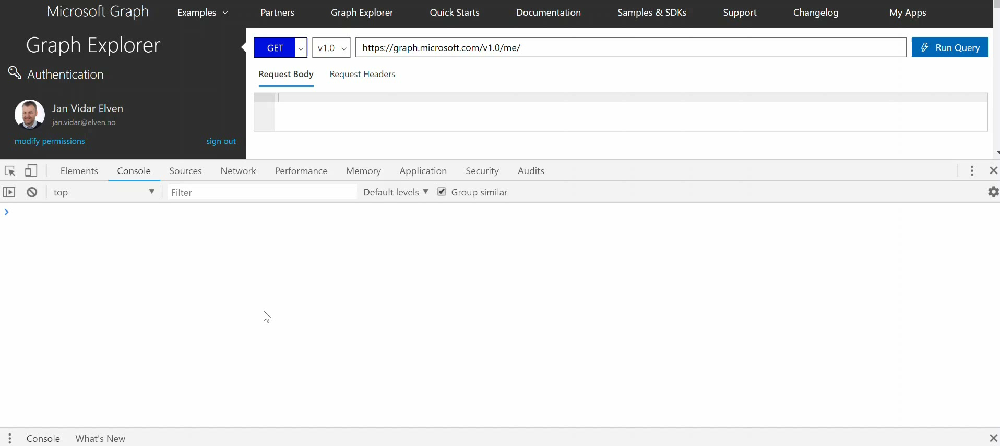 Microsoft Graph Examples Partners Graph Explorer Quick Starts Documentation Samples & SDKs Support Changelog My Apps
Graph Explorer
Authentication
Jan Vidar Elven
jan.vidar@elven.no
modify permissions sign out
GET v1.0 https://graph.microsoft.com/v1.0/me/ Run Query
Request Body Request Headers
Elements Console Sources Network Performance Memory Application Security Audits
top Filter Default levels Group similar
Console What's New